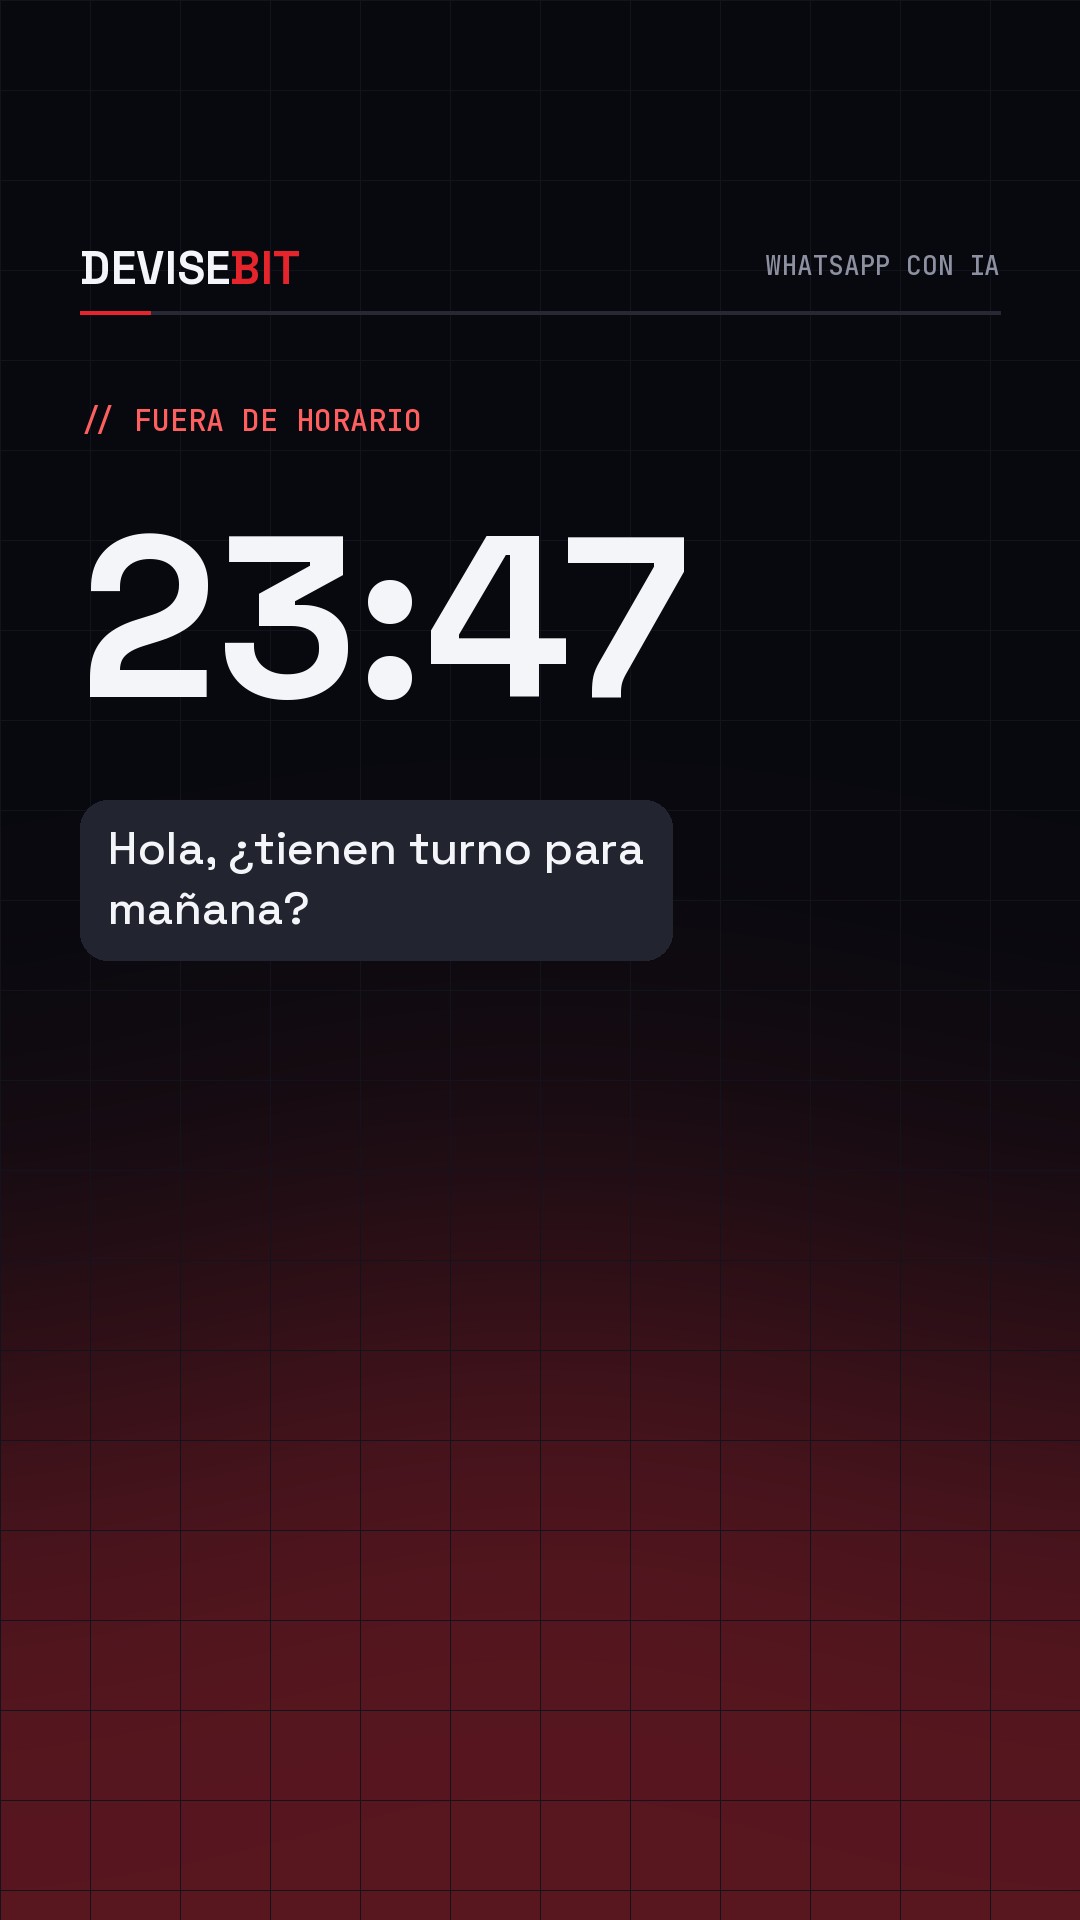 DEVISEBIT
WHATSAPP CON IA
// FUERA DE HORARIO
23:47
Hola, ¿tienen turno para
mañana?